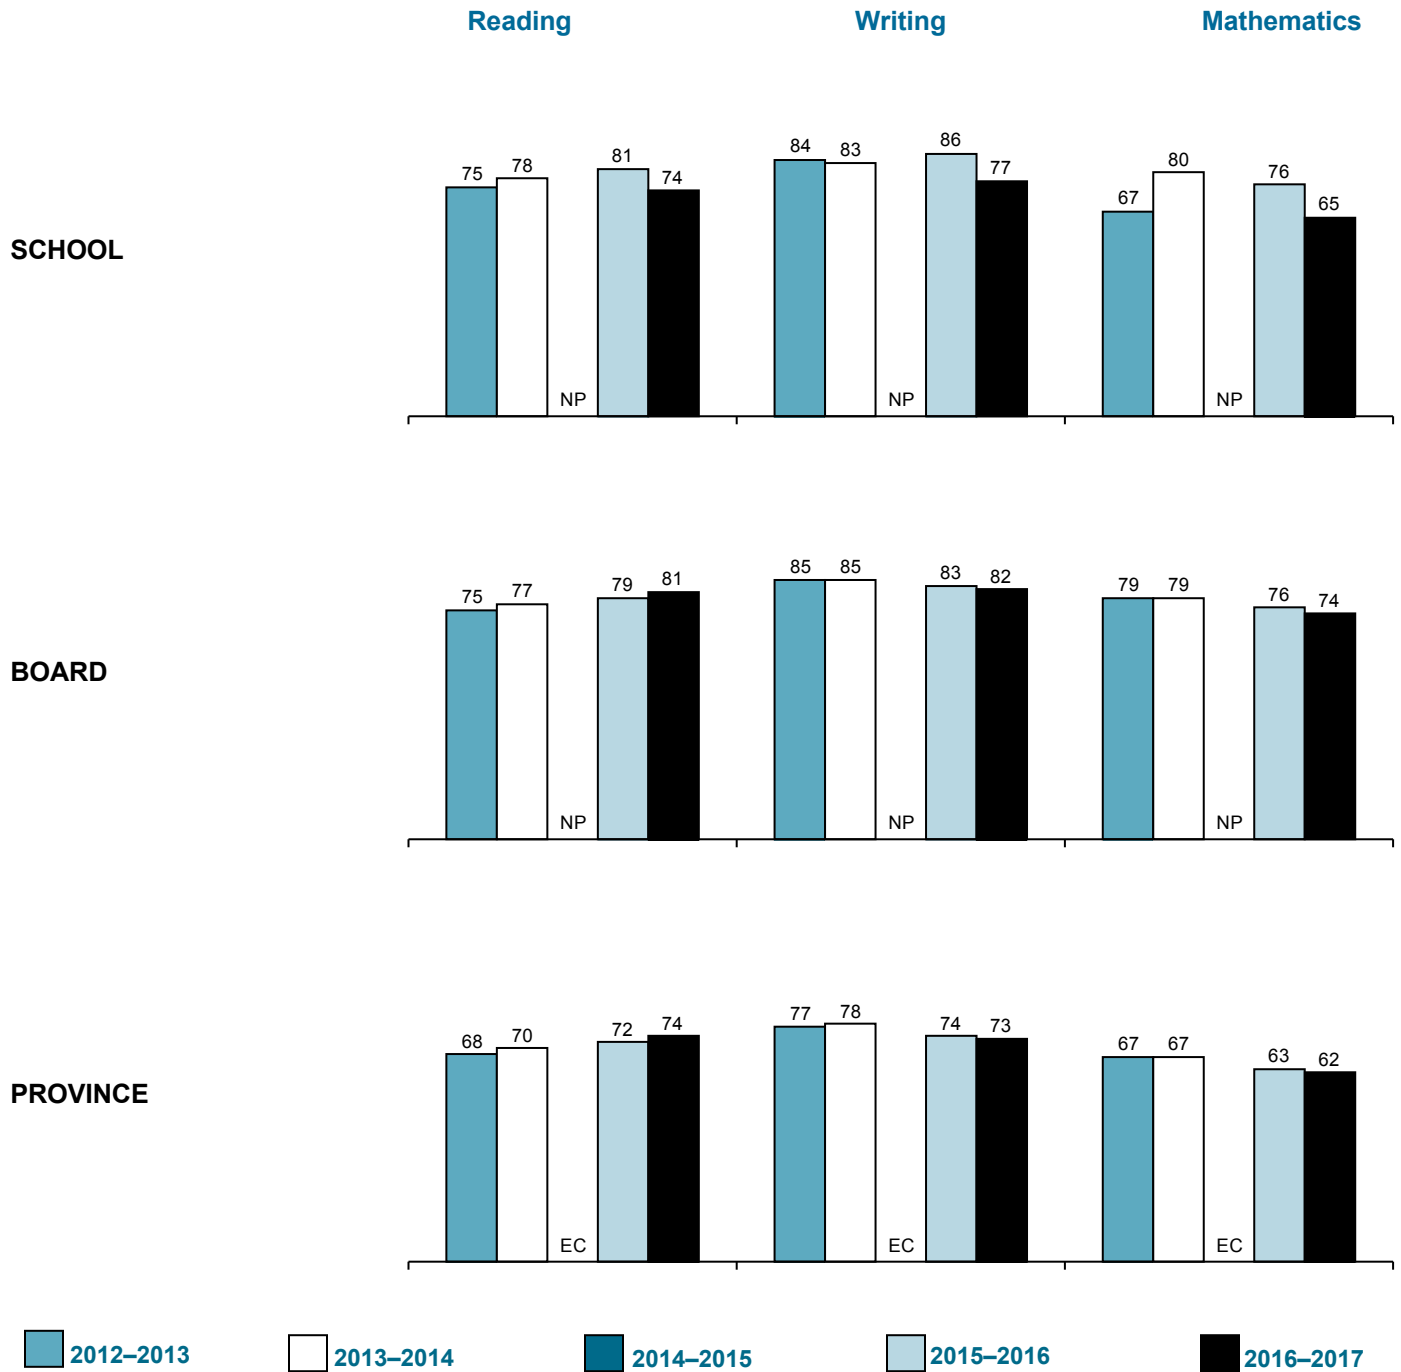 Reading Writing Mathematics
SCHOOL
75 78 NP 81 74 84 83 NP 86 77 67 80 NP 76 65
BOARD
75 77 NP 79 81 85 85 NP 83 82 79 79 NP 76 74
PROVINCE
68 70 EC 72 74 77 78 EC 74 73 67 67 EC 63 62
2012–2013 2013–2014 2014–2015 2015–2016 2016–2017